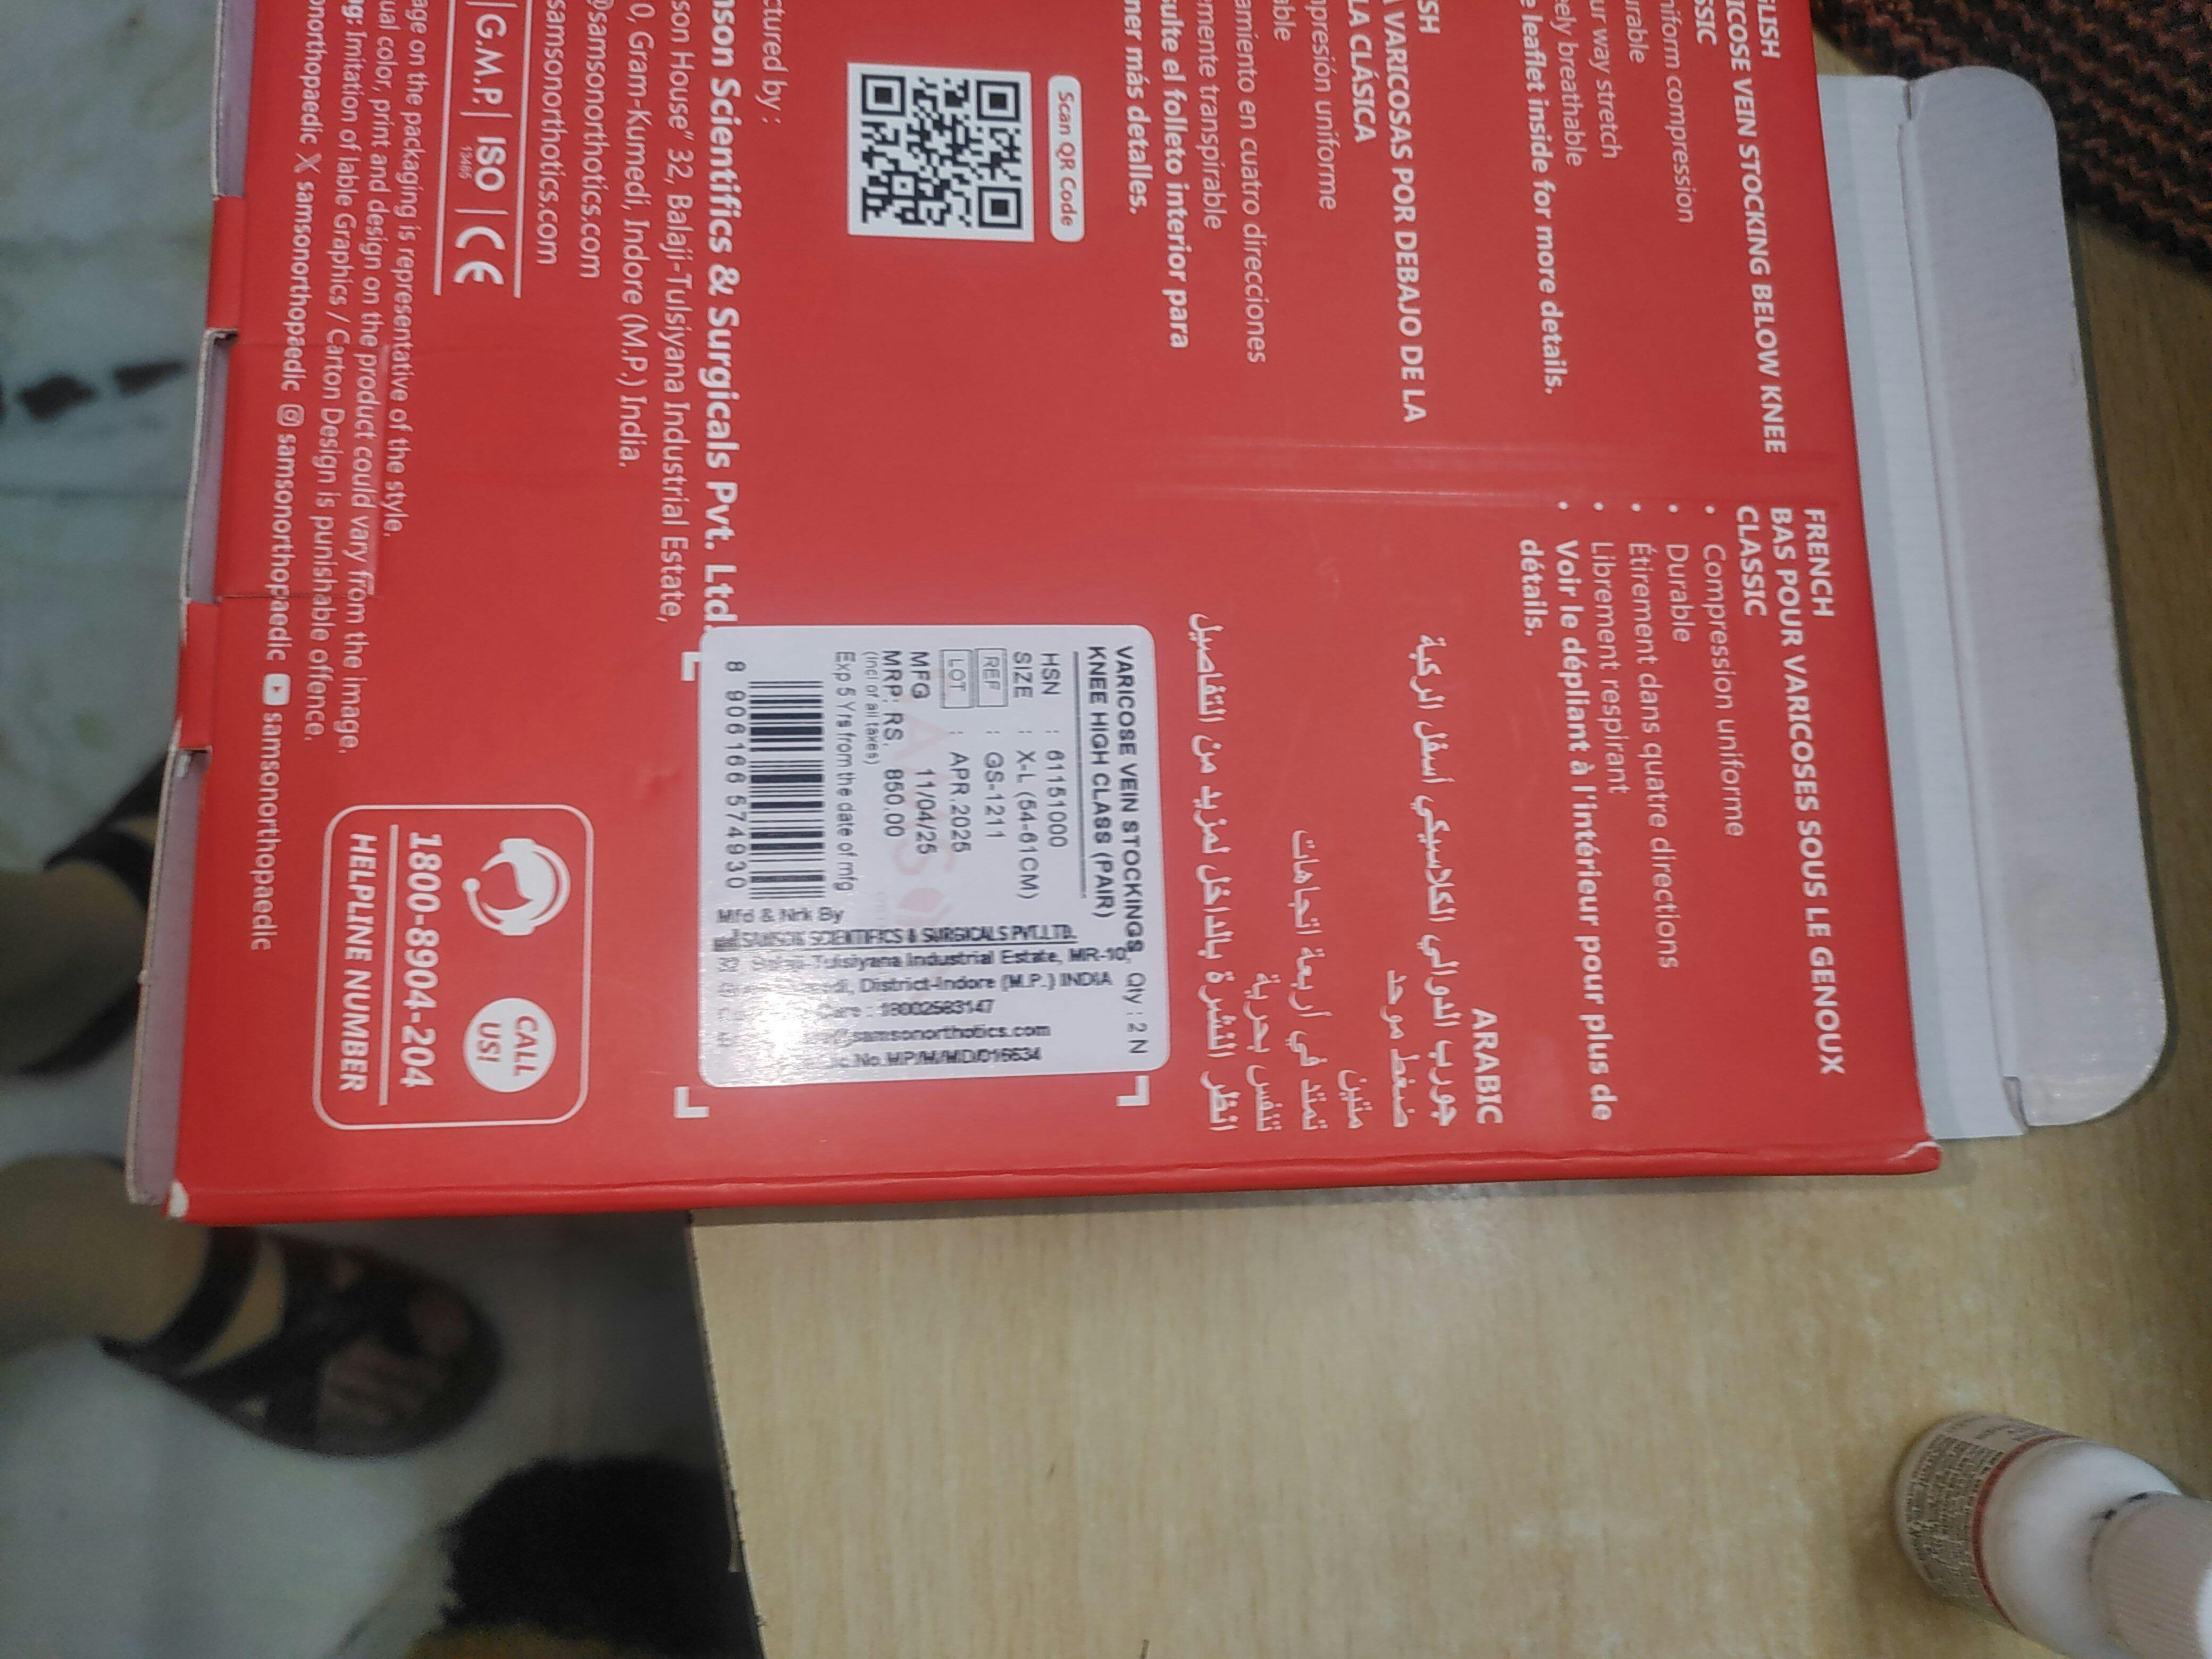 GLISH
ICOSE VEIN STOCKING BELOW KNEE
SSIC
niform compression
urable
ur way stretch
eely breathable
e leaflet inside for more details.
FRENCH
BAS POUR VARICOSES SOUS LE GENOUX
CLASSIC
• Compression uniforme
• Durable
• Étirement dans quatre directions
• Librement respirant
• Voir le dépliant à l'intérieur pour plus de
détails.
SH
VARICOSAS POR DEBAJO DE LA
LA CLÁSICA
presión uniforme
able
amiento en cuatro direcciones
emente transpirable
sulte el folleto interior para
ner más detalles.
ARABIC
جورب الدوالي الكلاسيكي أسفل الركبة
ضغط موحد
متين
تمتد في أربعة اتجاهات
تنفس بحرية
انظر النشرة بالداخل لمزيد من التفاصيل
Scan QR Code
ctured by :
nson Scientifics & Surgicals Pvt. Ltd.
son House" 32, Balaji-Tulsiyana Industrial Estate,
0, Gram-Kumedi, Indore (M.P.) India.
@samsonorthotics.com
samsonorthotics.com
G.M.P. | ISO | CE
13485
age on the packaging is representative of the style.
ual color, print and design on the product could vary from the image.
ng: Imitation of lable Graphics / Carton Design is punishable offence.
onorthopaedic X samsonorthopaedic samsonorthopaedic samsonorthopaedic
VARICOSE VEIN STOCKINGS Qty : 2 N
KNEE HIGH CLASS (PAIR)
HSN : 61151000
SIZE : X-L (54-61CM)
REF : GS-1211
LOT : APR 2025
MFG 11/04/25
MRP: RS. 850.00
(incl of all taxes)
Exp 5 Yrs from the date of mfg
8 906166 574930
Mfd & Mrk By
SAMSON SCIENTIFICS & SURGICALS PVT.LTD.
32 Tulsiyana Industrial Estate, MR-10,
District-Indore (M.P.) INDIA
Care : 18002583147
samsonorthotics.com
No MP/M/MD/016634
CALL
US!
1800-8904-204
HELPLINE NUMBER